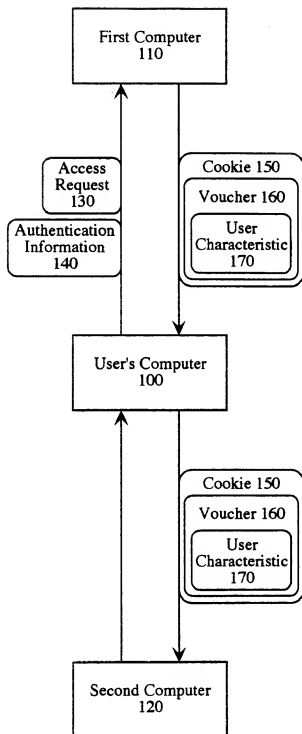 First Computer
110
Access
Request
130
Authentication
Information
140
Cookie 150
Voucher 160
User
Characteristic
170
User's Computer
100
Cookie 150
Voucher 160
User
Characteristic
170
Second Computer
120